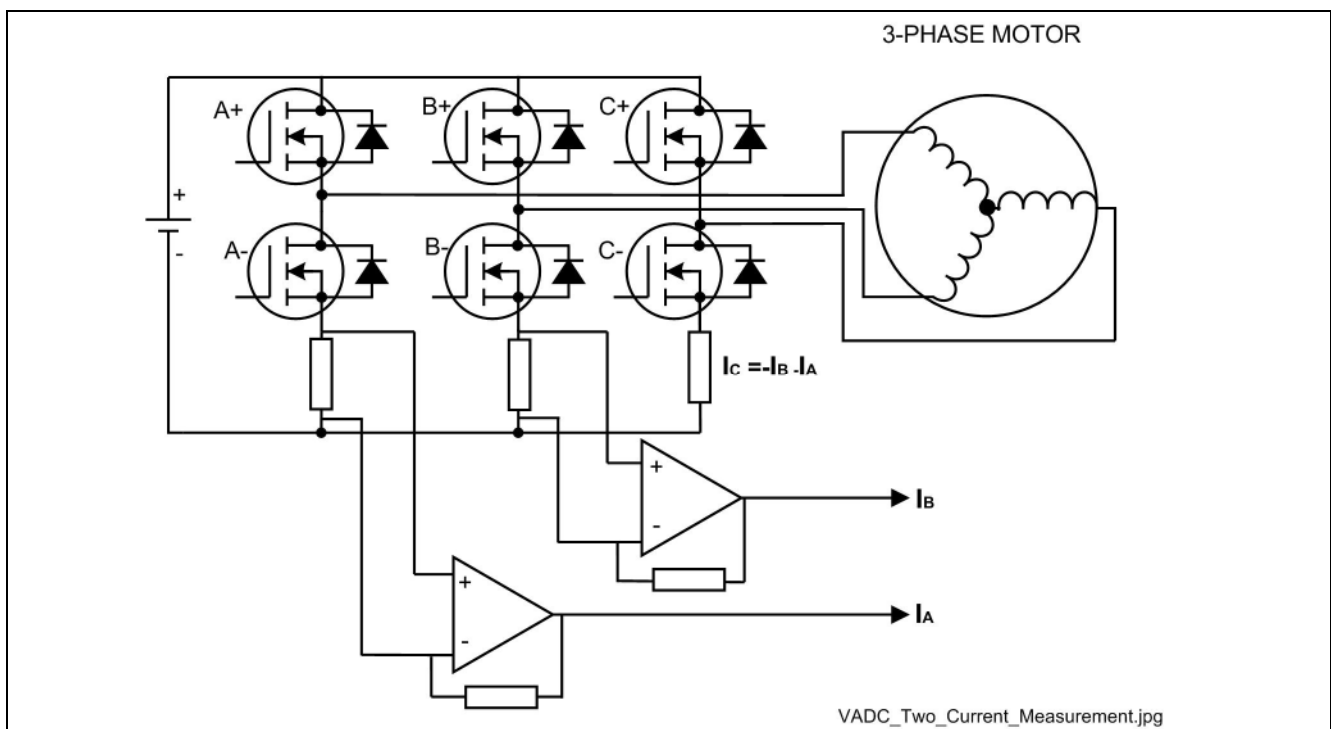 3-PHASE MOTOR
A+
B+
C+
+
-
A-
B-
C-
IC =-IB -IA
+
-
IB
+
-
IA
VADC_Two_Current_Measurement.jpg